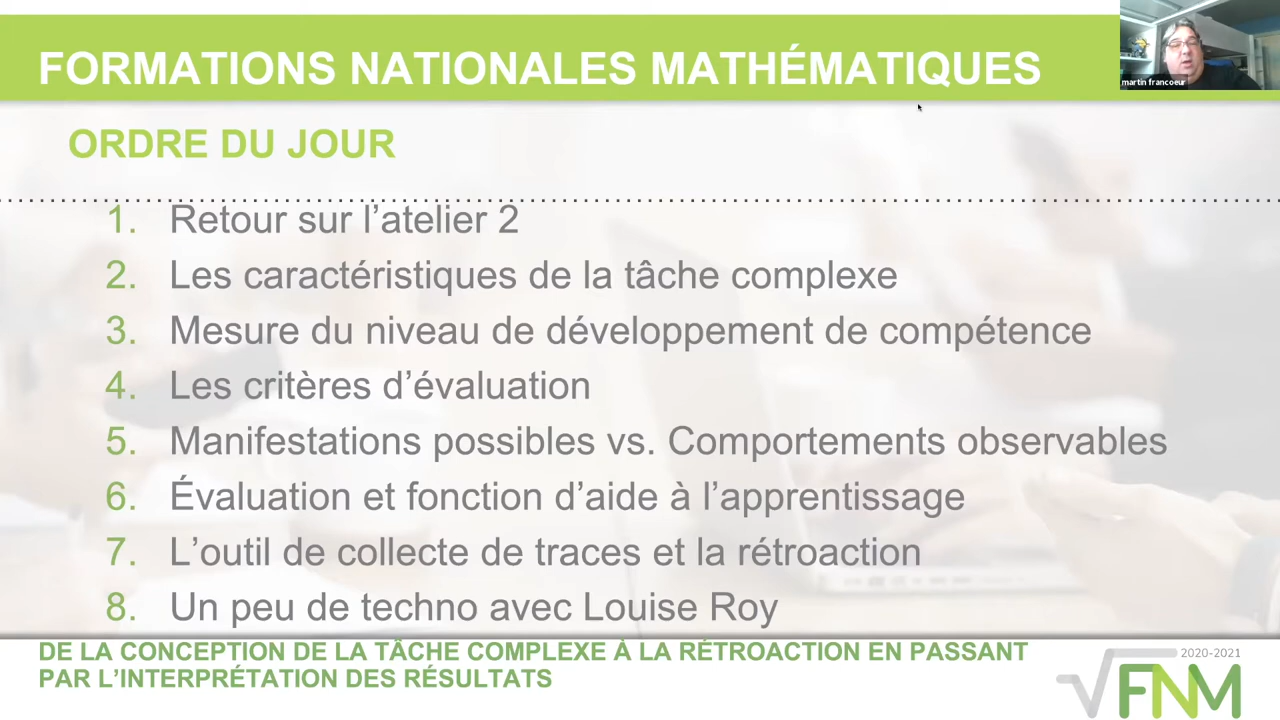 FORMATIONS NATIONALES MATHÉMATIQUES
martin francoeur
ORDRE DU JOUR
1. Retour sur l’atelier 2
2. Les caractéristiques de la tâche complexe
3. Mesure du niveau de développement de compétence
4. Les critères d’évaluation
5. Manifestations possibles vs. Comportements observables
6. Évaluation et fonction d’aide à l’apprentissage
7. L’outil de collecte de traces et la rétroaction
8. Un peu de techno avec Louise Roy
DE LA CONCEPTION DE LA TÂCHE COMPLEXE À LA RÉTROACTION EN PASSANT
PAR L’INTERPRÉTATION DES RÉSULTATS
2020-2021
√FNM